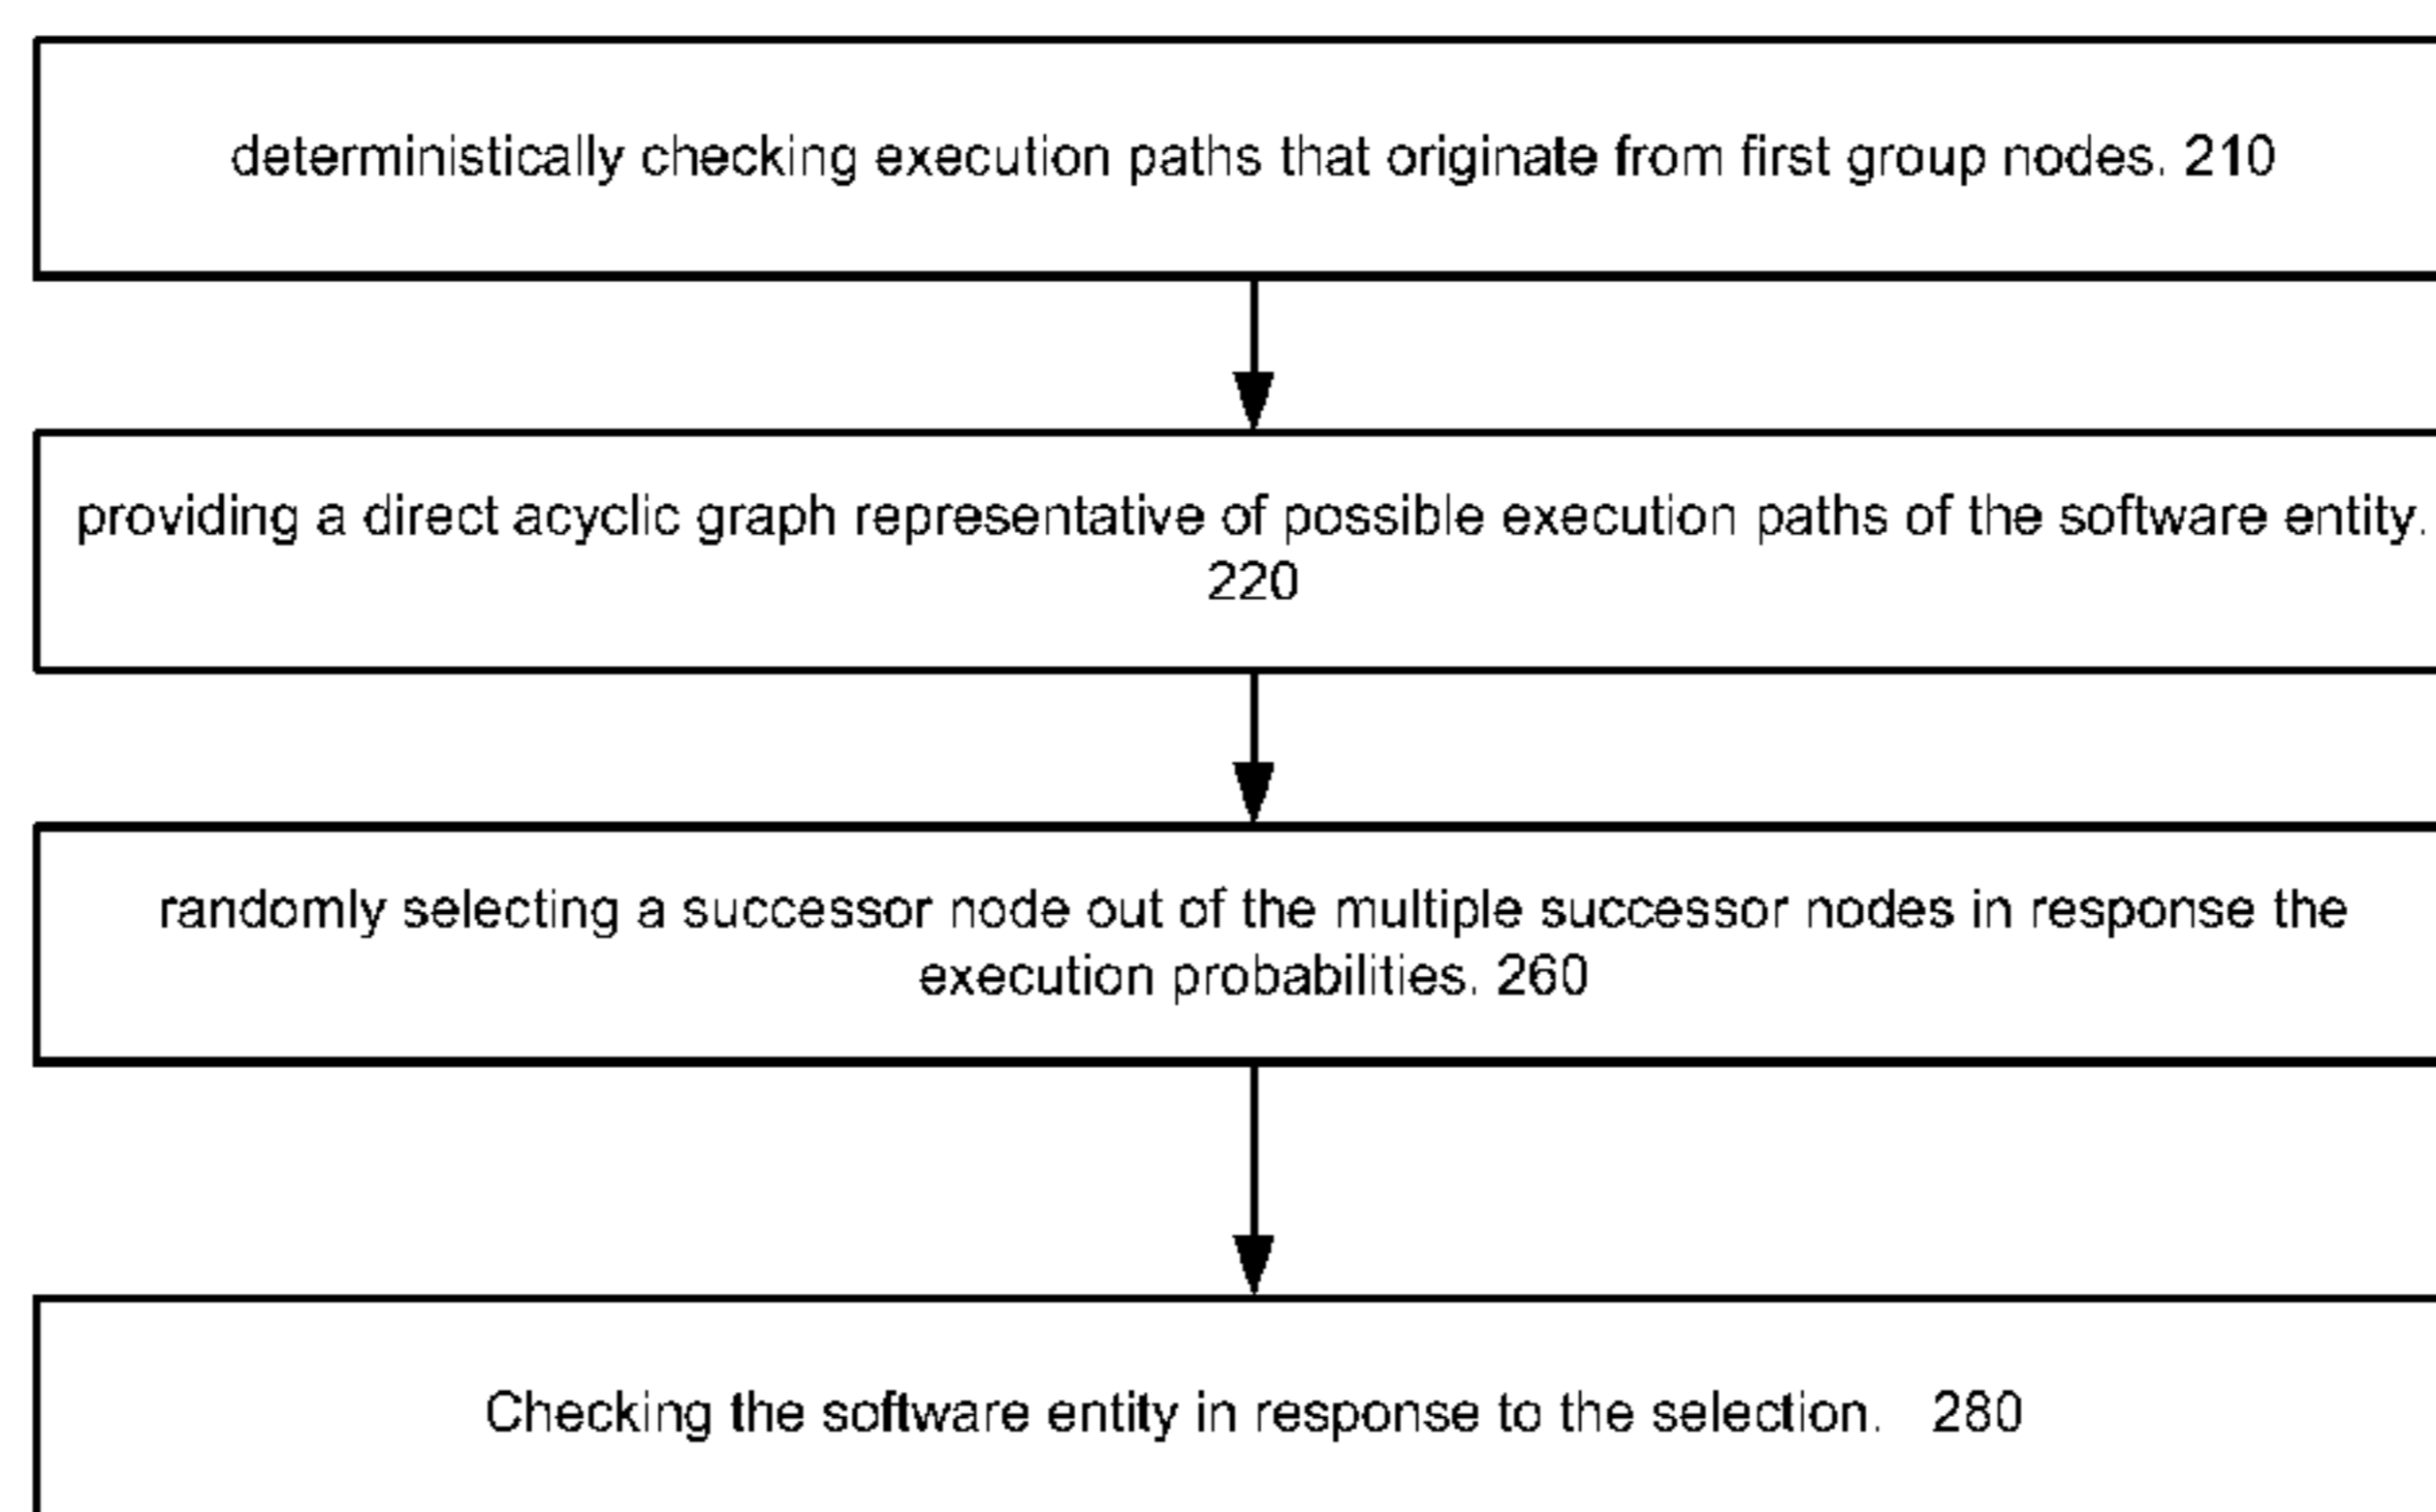 deterministically checking execution paths that originate from first group nodes. 210
providing a direct acyclic graph representative of possible execution paths of the software entity.
220
randomly selecting a successor node out of the multiple successor nodes in response the
execution probabilities. 260
Checking the software entity in response to the selection. 280